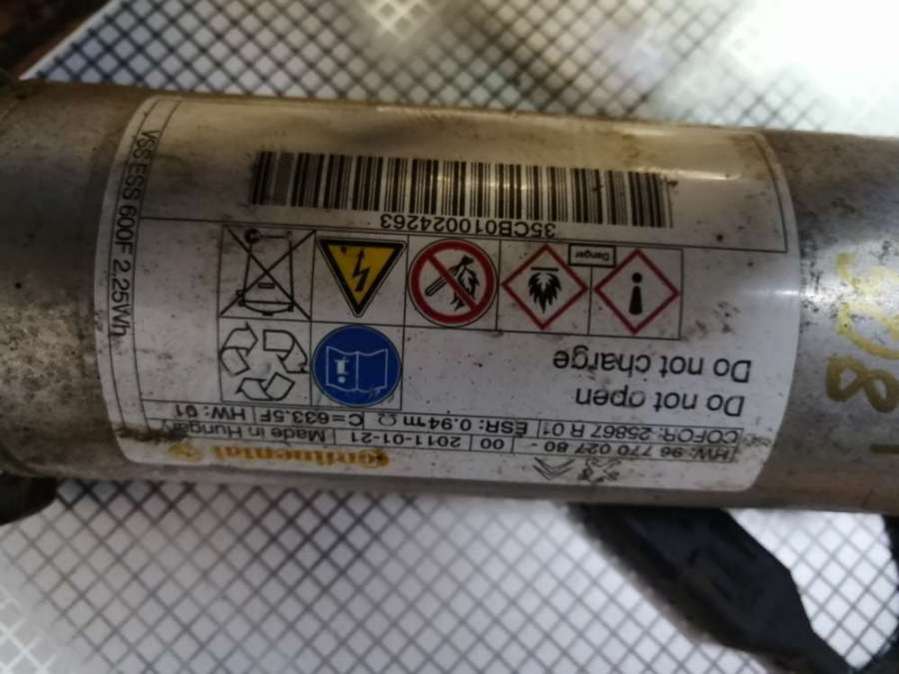 Continental
HW: 96 770 027 80 - 00 2011-01-21 Made in Hungary
COFOR: 25867 R 01 ESR: 0.94 m Ω C=633.5F HW: 01
Do not open
Do not charge
Danger
35CB010024263
VSS ESS 600F 2,25Wh